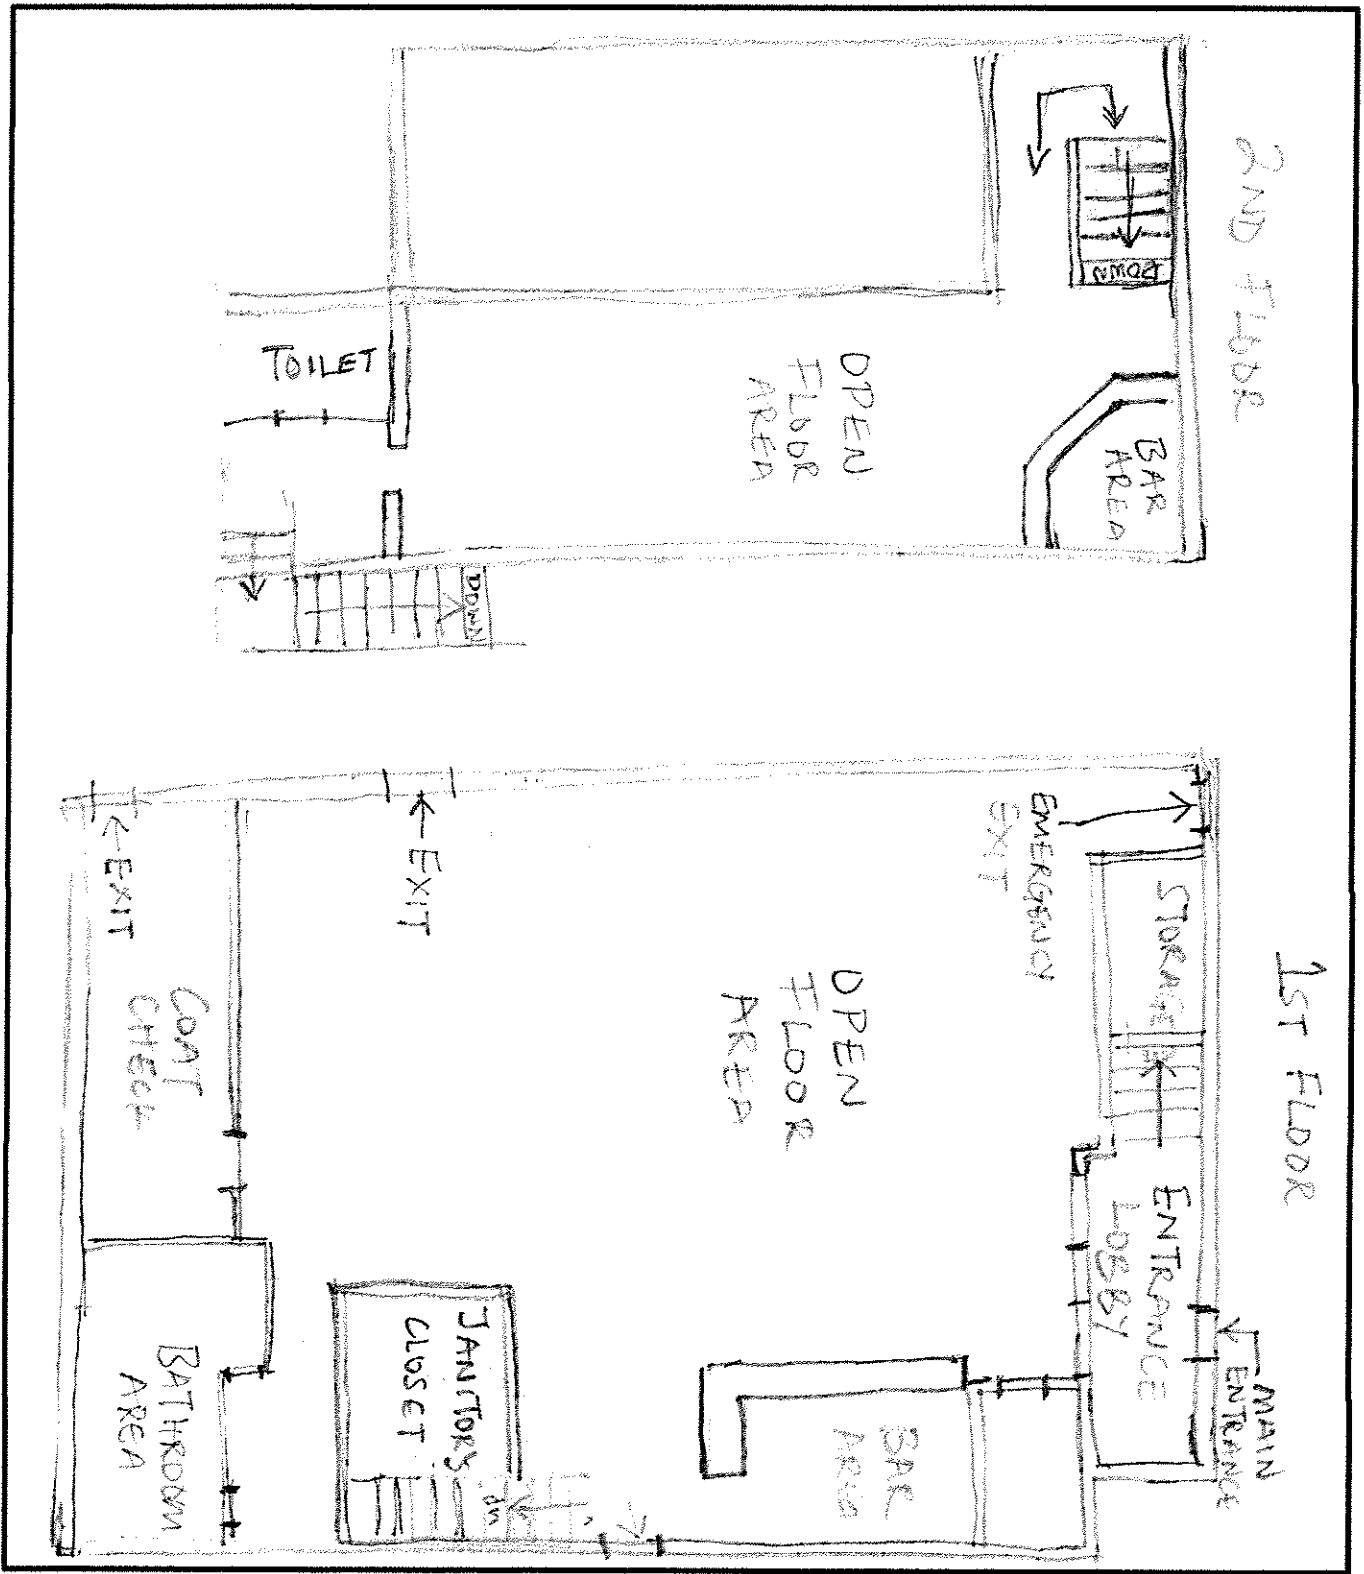 2ND FLOOR
DOWN
BAR
AREA
OPEN
FLOOR
AREA
TOILET
DOWN
1ST FLOOR
MAIN
ENTRANCE
ENTRANCE
LOBBY
STORAGE
EMERGENCY
EXIT
OPEN
FLOOR
AREA
BAR
AREA
← EXIT
JANITORS
CLOSET
dn
COAT
CHECK
← EXIT
BATHROOM
AREA